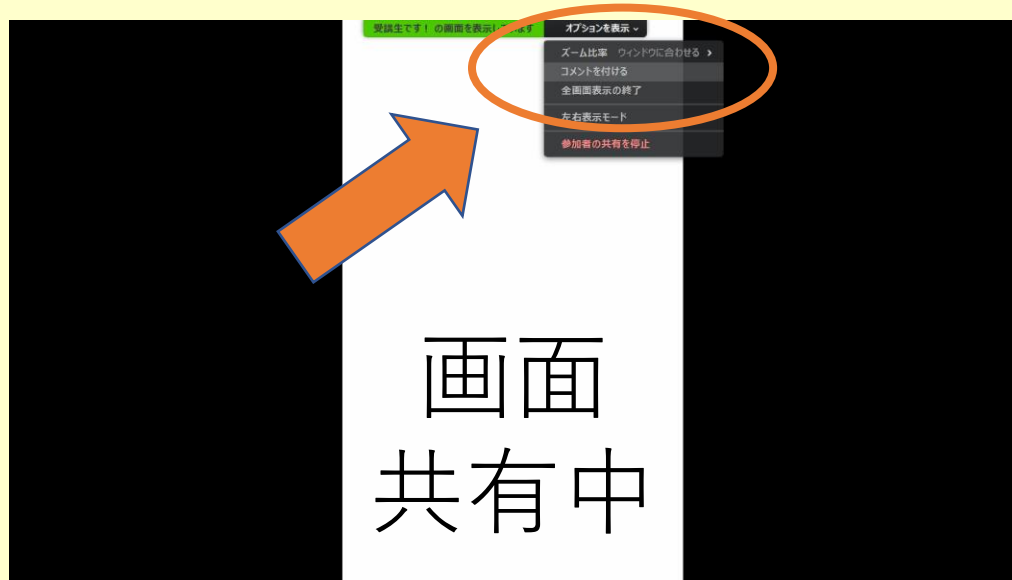 受講生です! の画面を表示しています
オプションを表示
ズーム比率 ウィンドウに合わせる
コメントを付ける
全画面表示の終了
左右表示モード
参加者の共有を停止
画面
共有中